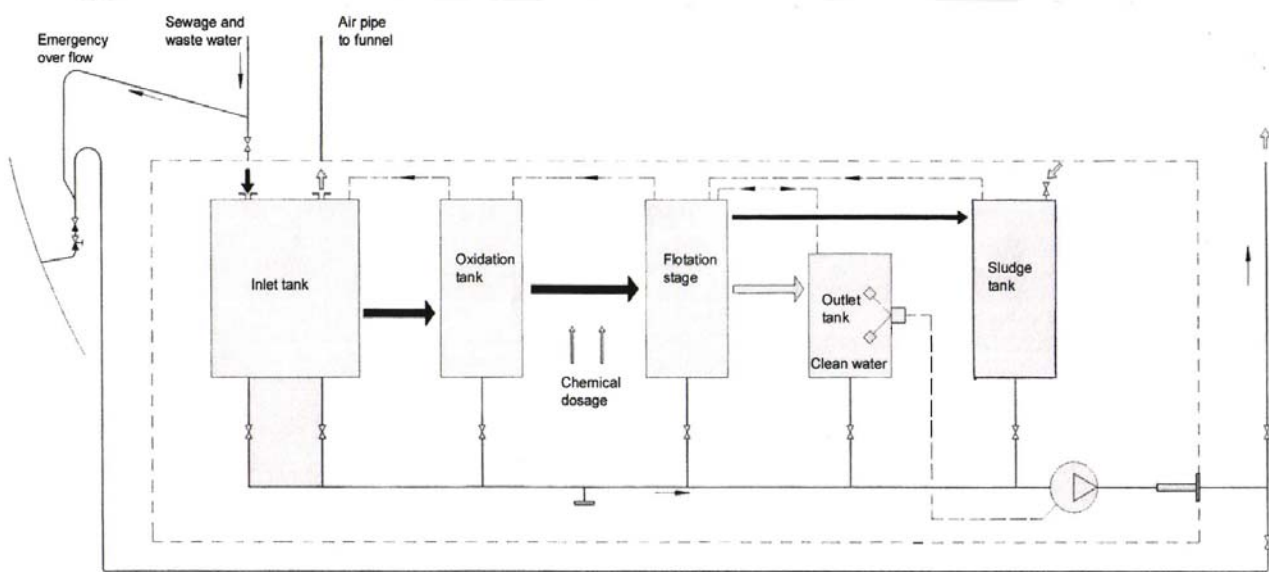 Sewage and
waste water
Air pipe
to funnel
Emergency
over flow
Inlet tank
Oxidation
tank
Flotation
stage
Outlet
tank
Clean water
Sludge
tank
Chemical
dosage